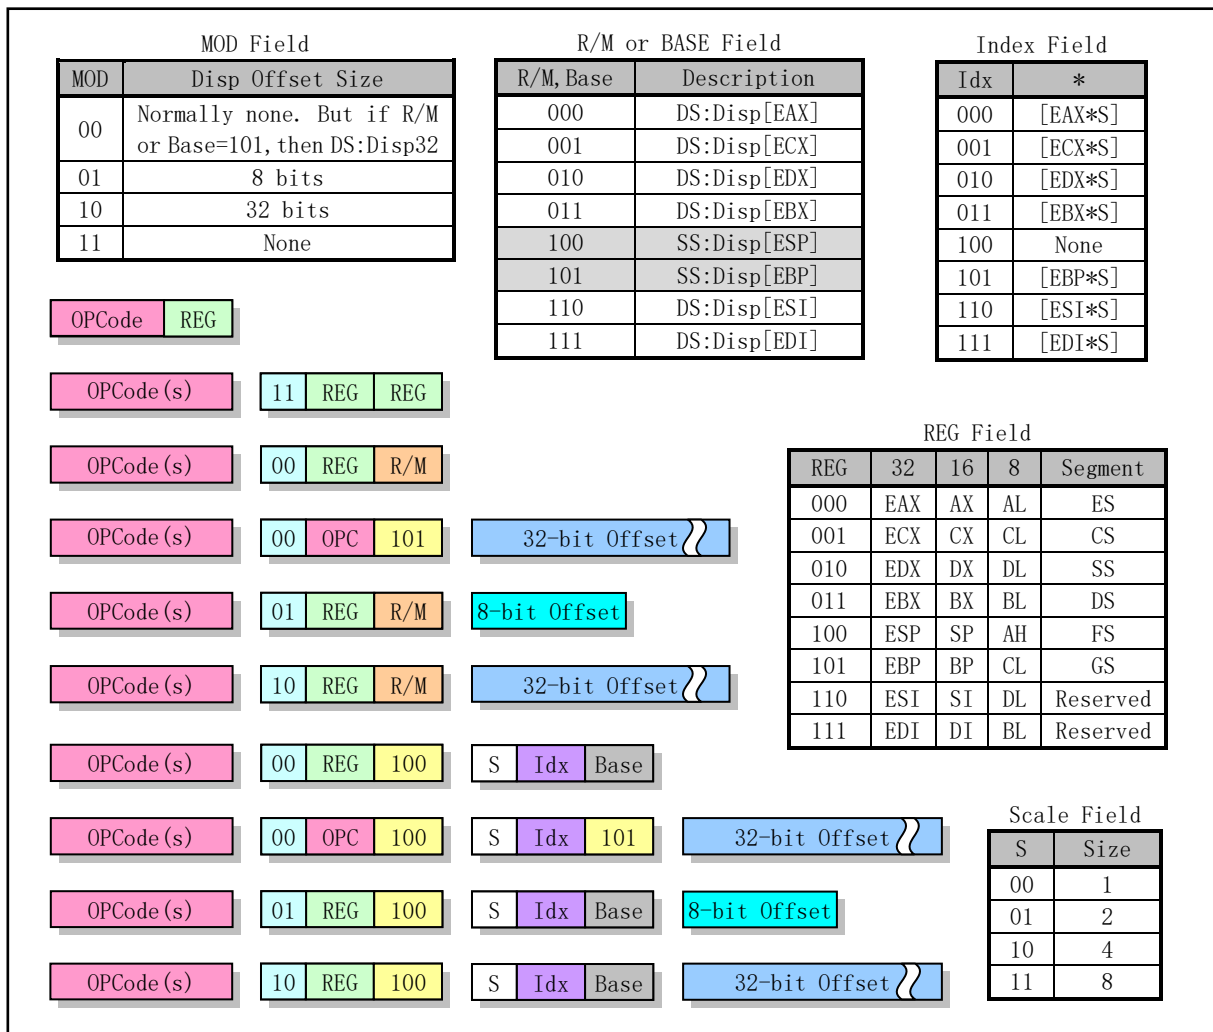 MOD Field
MOD Disp Offset Size
00 Normally none. But if R/M
or Base=101,then DS:Disp32
01 8 bits
10 32 bits
11 None
R/M or BASE Field
R/M,Base Description
000 DS:Disp[EAX]
001 DS:Disp[ECX]
010 DS:Disp[EDX]
011 DS:Disp[EBX]
100 SS:Disp[ESP]
101 SS:Disp[EBP]
110 DS:Disp[ESI]
111 DS:Disp[EDI]
Index Field
Idx *
000 [EAX*S]
001 [ECX*S]
010 [EDX*S]
011 [EBX*S]
100 None
101 [EBP*S]
110 [ESI*S]
111 [EDI*S]
OPCode REG
OPCode(s) 11 REG REG
OPCode(s) 00 REG R/M
OPCode(s) 00 OPC 101 32-bit Offset
OPCode(s) 01 REG R/M 8-bit Offset
OPCode(s) 10 REG R/M 32-bit Offset
OPCode(s) 00 REG 100 S Idx Base
OPCode(s) 00 OPC 100 S Idx 101 32-bit Offset
OPCode(s) 01 REG 100 S Idx Base 8-bit Offset
OPCode(s) 10 REG 100 S Idx Base 32-bit Offset
REG Field
REG 32 16 8 Segment
000 EAX AX AL ES
001 ECX CX CL CS
010 EDX DX DL SS
011 EBX BX BL DS
100 ESP SP AH FS
101 EBP BP CL GS
110 ESI SI DL Reserved
111 EDI DI BL Reserved
Scale Field
S Size
00 1
01 2
10 4
11 8